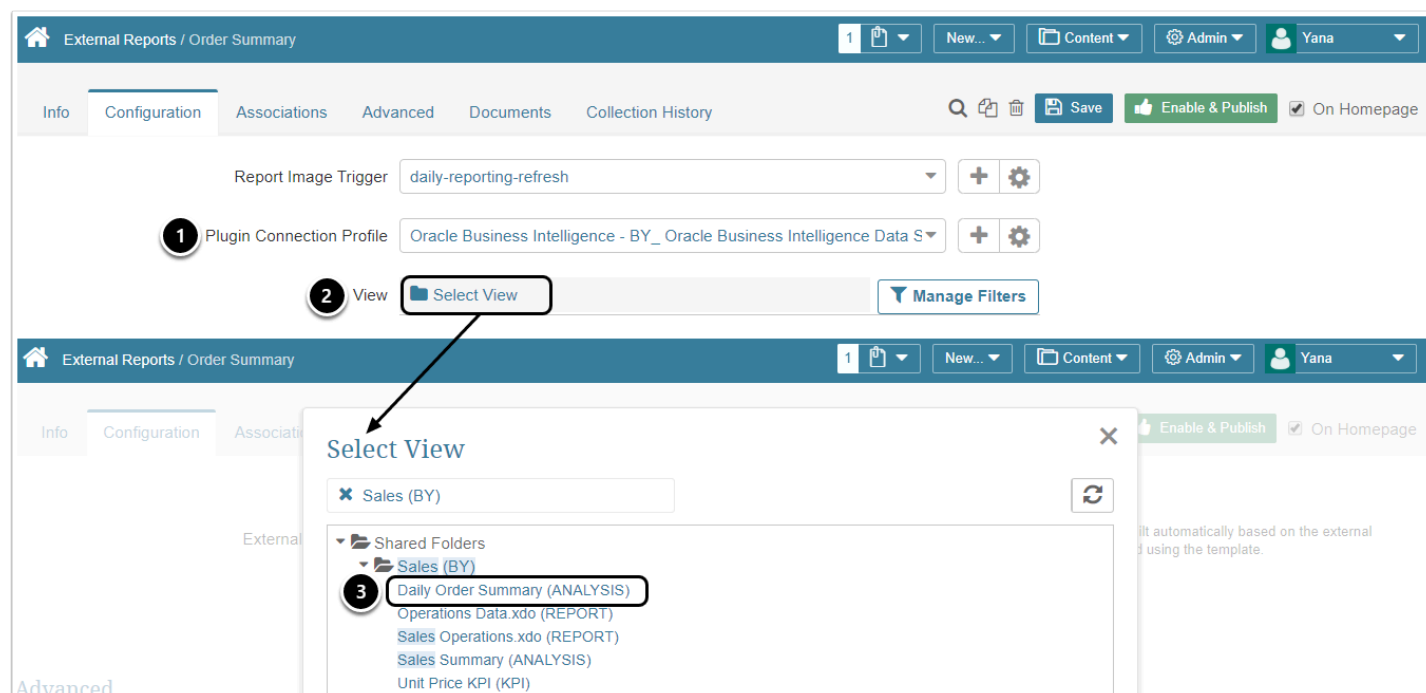 External Reports / Order Summary
1
New...
Content
Admin
Yana
Info
Configuration
Associations
Advanced
Documents
Collection History
Save
Enable & Publish
On Homepage
Report Image Trigger
daily-reporting-refresh
1
Plugin Connection Profile
Oracle Business Intelligence - BY_ Oracle Business Intelligence Data S
2
View
Select View
Manage Filters
External Reports / Order Summary
1
New...
Content
Admin
Yana
Info
Configuration
Associati
Enable & Publish
On Homepage
Select View
Sales (BY)
External
ilt automatically based on the external
d using the template.
Shared Folders
Sales (BY)
3
Daily Order Summary (ANALYSIS)
Operations Data.xdo (REPORT)
Sales Operations.xdo (REPORT)
Sales Summary (ANALYSIS)
Unit Price KPI (KPI)
Advanced